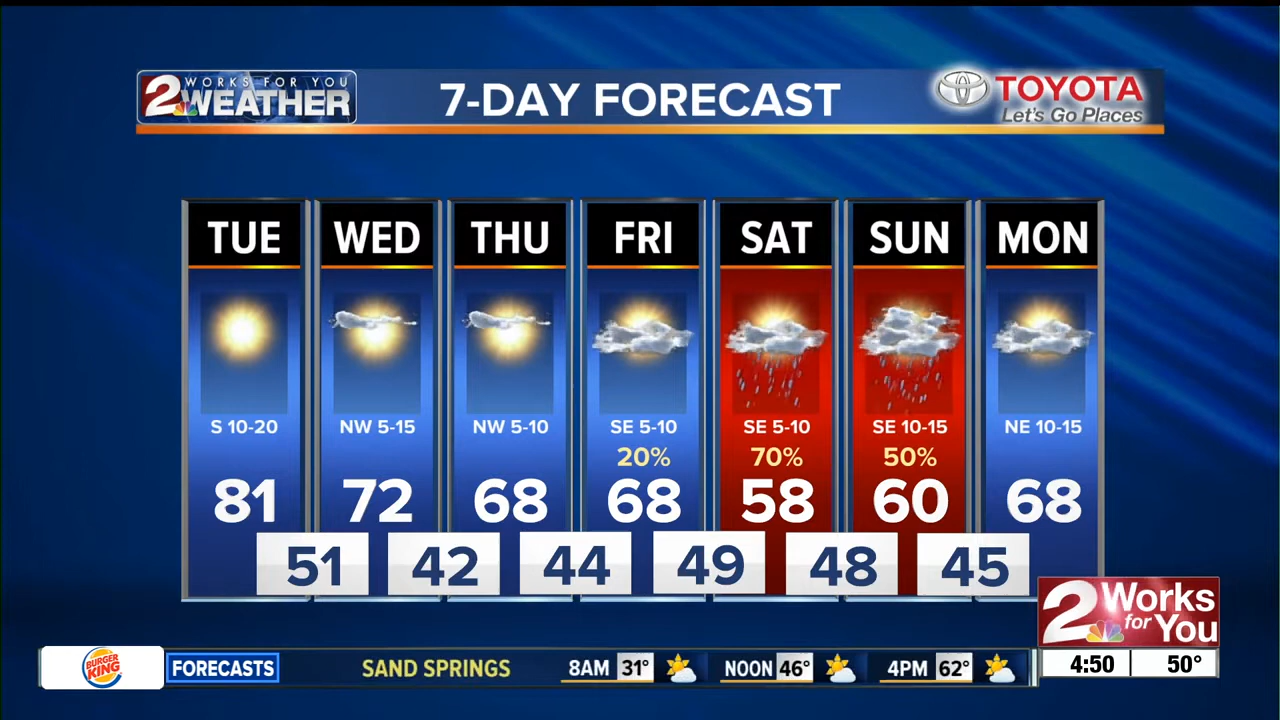 2 WORKS FOR YOU
WEATHER
7-DAY FORECAST
TOYOTA
Let's Go Places
TUE WED THU FRI SAT SUN MON
S 10-20 NW 5-15 NW 5-10 SE 5-10 SE 5-10 SE 10-15 NE 10-15
20% 70% 50%
81 72 68 68 58 60 68
51 42 44 49 48 45
2 Works
for You
BURGER KING FORECASTS SAND SPRINGS 8AM 31° NOON 46° 4PM 62°
4:50 50°